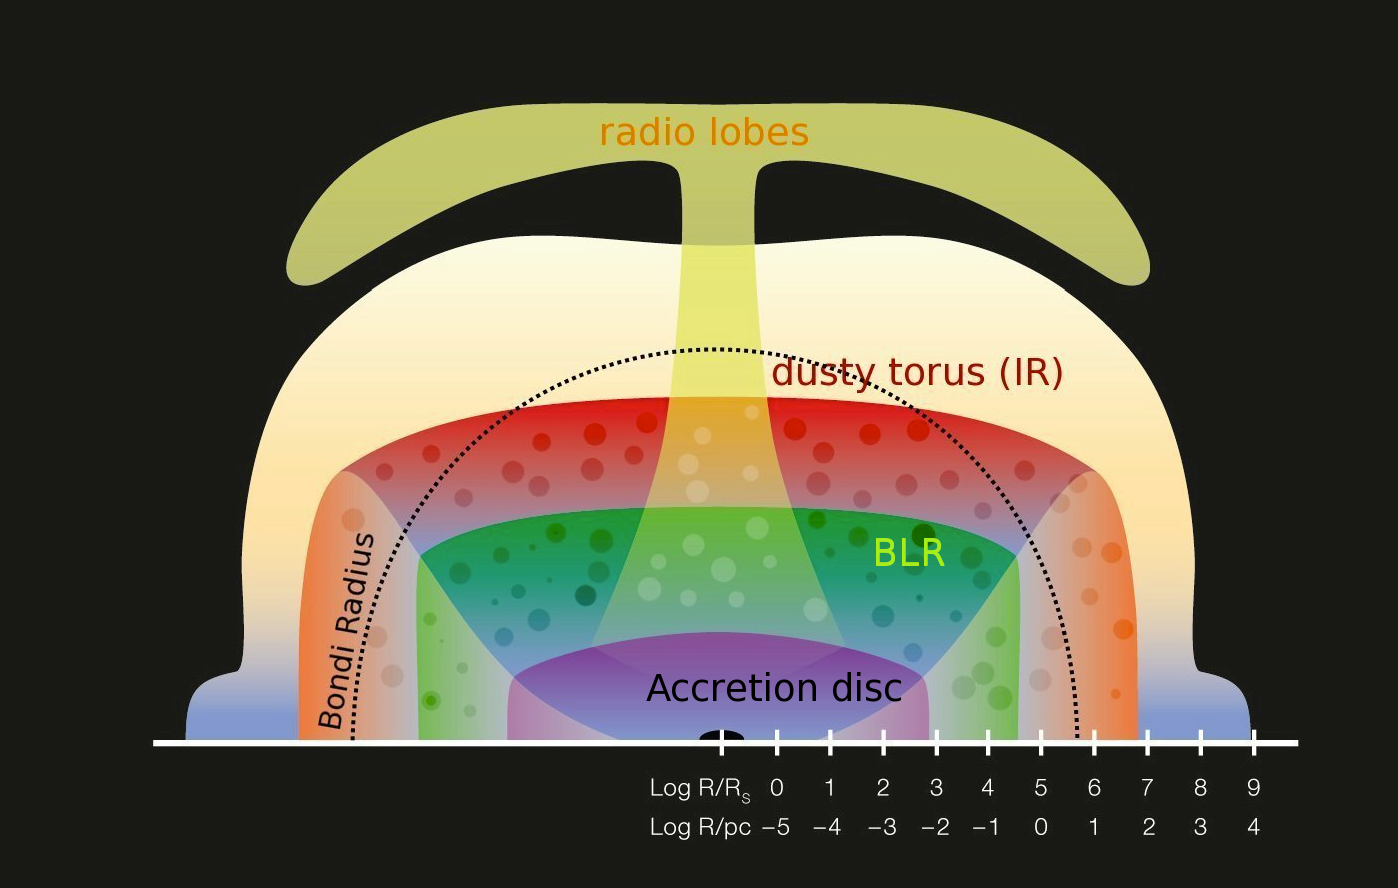 radio lobes
dusty torus (IR)
BLR
Bondi Radius
Accretion disc
Log R/Rs 0 1 2 3 4 5 6 7 8 9
Log R/pc −5 −4 −3 −2 −1 0 1 2 3 4